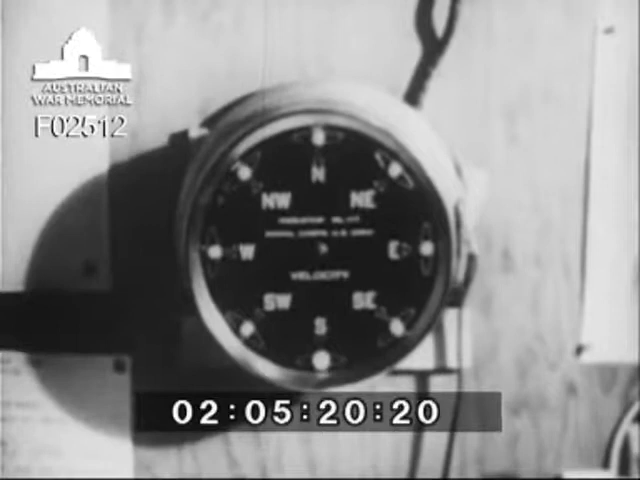 AUSTRALIAN
WAR MEMORIAL
F02512
N
NW NE
W E
VELOCITY
SW SE
S
02:05:20:20